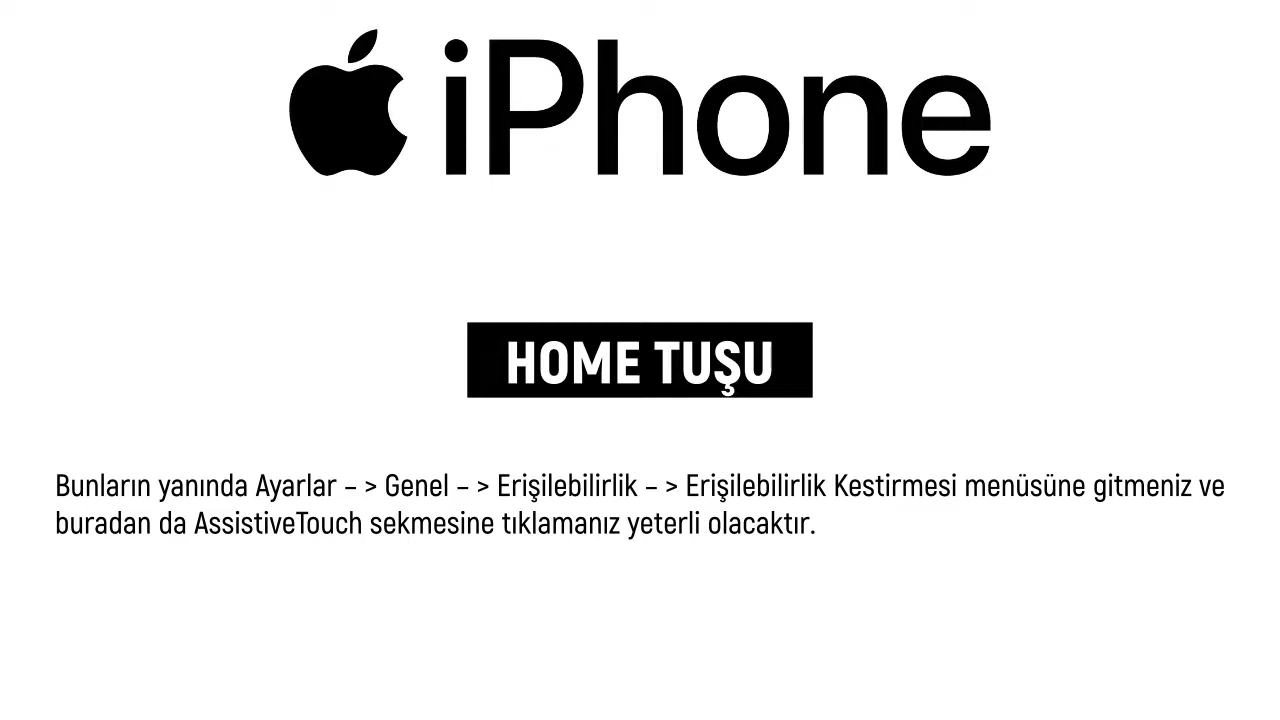 iPhone
HOME TUŞU
Bunların yanında Ayarlar – > Genel – > Erişilebilirlik – > Erişilebilirlik Kestirmesi menüsüne gitmeniz ve
buradan da AssistiveTouch sekmesine tıklamanız yeterli olacaktır.